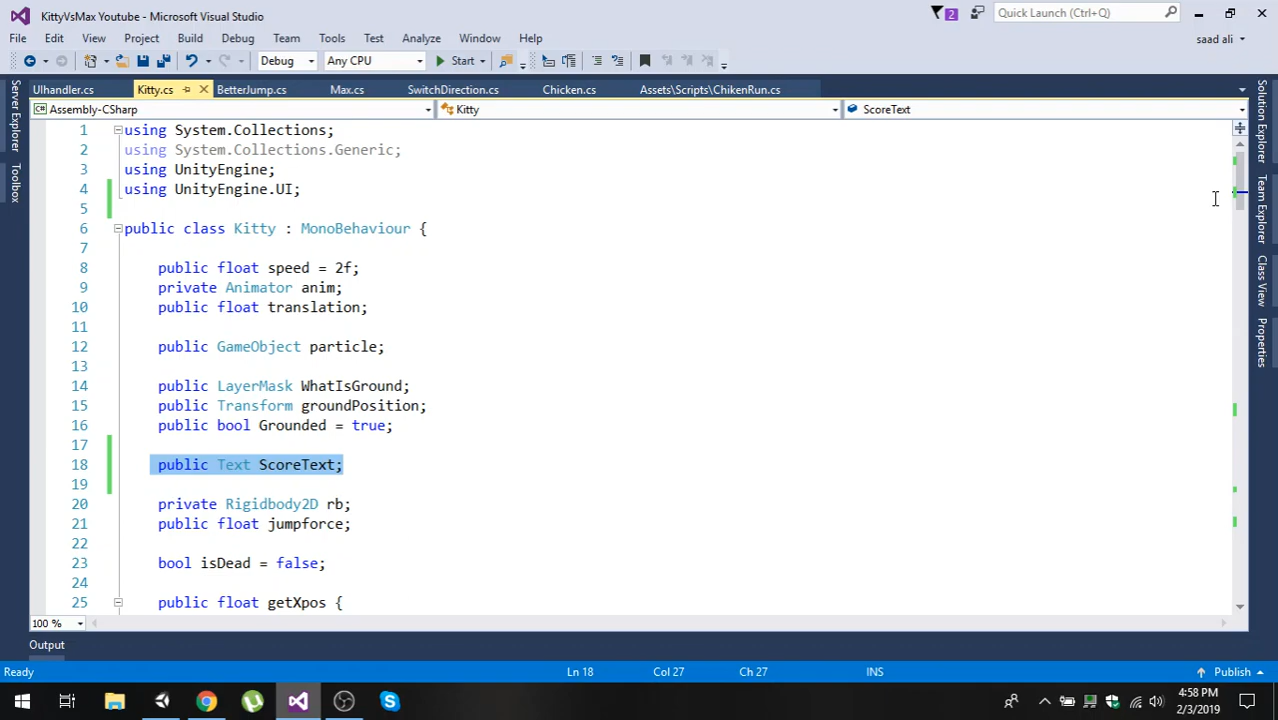 KittyVsMax Youtube - Microsoft Visual Studio
2
Quick Launch (Ctrl+Q)
File Edit View Project Build Debug Team Tools Test Analyze Window Help
saad ali
Debug Any CPU Start
UIhandler.cs Kitty.cs BetterJump.cs Max.cs SwitchDirection.cs Chicken.cs Assets\Scripts\ChikenRun.cs
Assembly-CSharp Kitty ScoreText
Server Explorer
Toolbox
Solution Explorer
Team Explorer
Class View
Properties
1 using System.Collections;
2 using System.Collections.Generic;
3 using UnityEngine;
4 using UnityEngine.UI;
5
6 public class Kitty : MonoBehaviour {
7
8 public float speed = 2f;
9 private Animator anim;
10 public float translation;
11
12 public GameObject particle;
13
14 public LayerMask WhatIsGround;
15 public Transform groundPosition;
16 public bool Grounded = true;
17
18 public Text ScoreText;
19
20 private Rigidbody2D rb;
21 public float jumpforce;
22
23 bool isDead = false;
24
25 public float getXpos {
100 %
Output
Ready Ln 18 Col 27 Ch 27 INS Publish
4:58 PM
2/3/2019